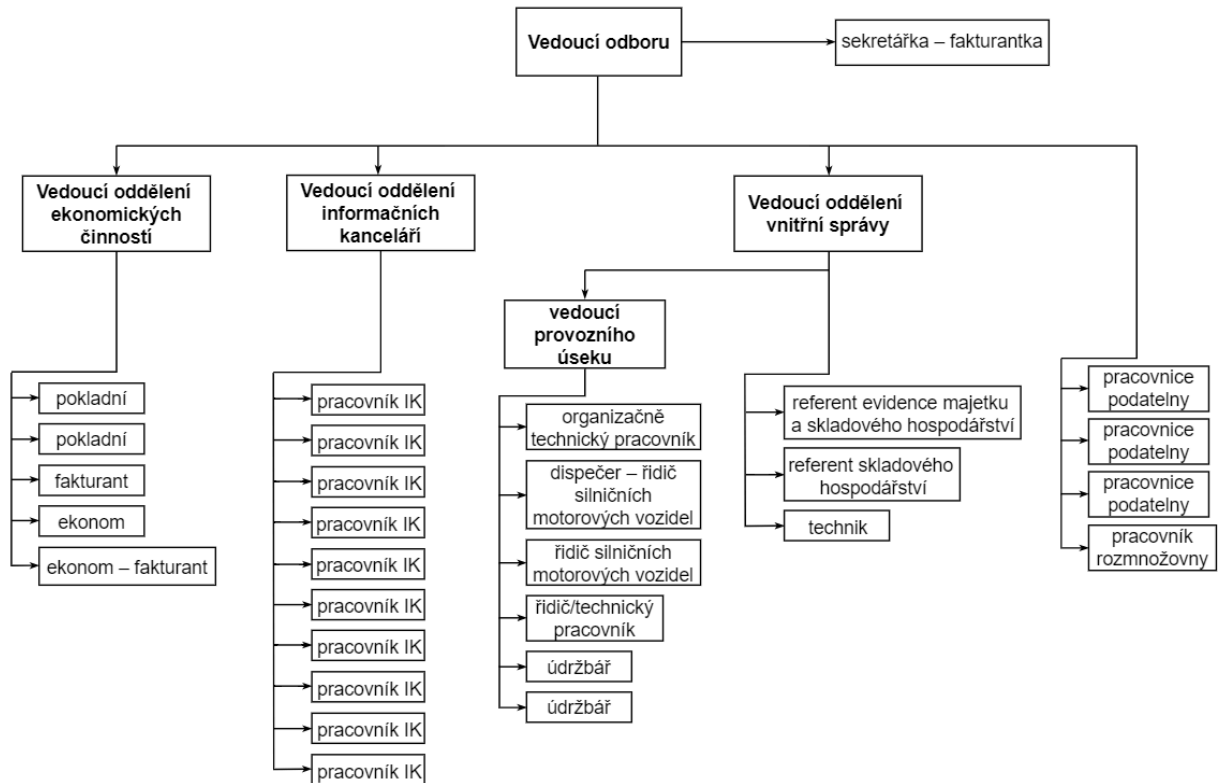 Vedoucí odboru
sekretářka – fakturantka
Vedoucí oddělení
ekonomických
činností
Vedoucí oddělení
informačních
kanceláří
Vedoucí oddělení
vnitřní správy
vedoucí
provozního
úseku
pokladní
pokladní
fakturant
ekonom
ekonom – fakturant
pracovník IK
pracovník IK
pracovník IK
pracovník IK
pracovník IK
pracovník IK
pracovník IK
pracovník IK
pracovník IK
pracovník IK
organizačně
technický pracovník
dispečer – řidič
silničních
motorových vozidel
řidič silničních
motorových vozidel
řidič/technický
pracovník
údržbář
údržbář
referent evidence majetku
a skladového hospodářství
referent skladového
hospodářství
technik
pracovnice
podatelny
pracovnice
podatelny
pracovnice
podatelny
pracovník
rozmnožovny